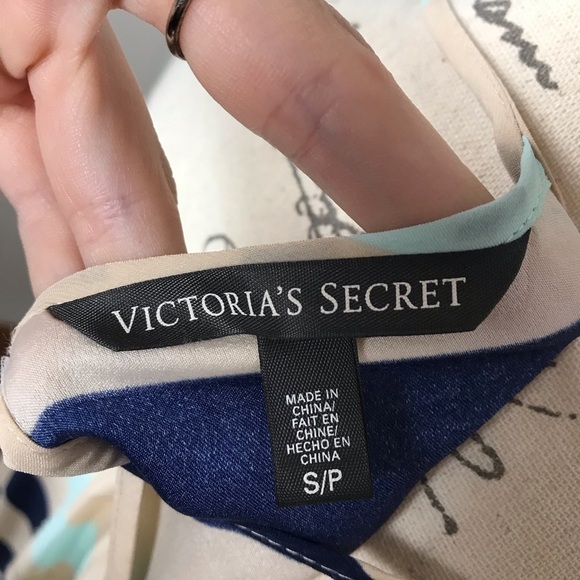 VICTORIA'S SECRET
MADE IN
CHINA/
FAIT EN
CHINE/
HECHO EN
CHINA
S/P